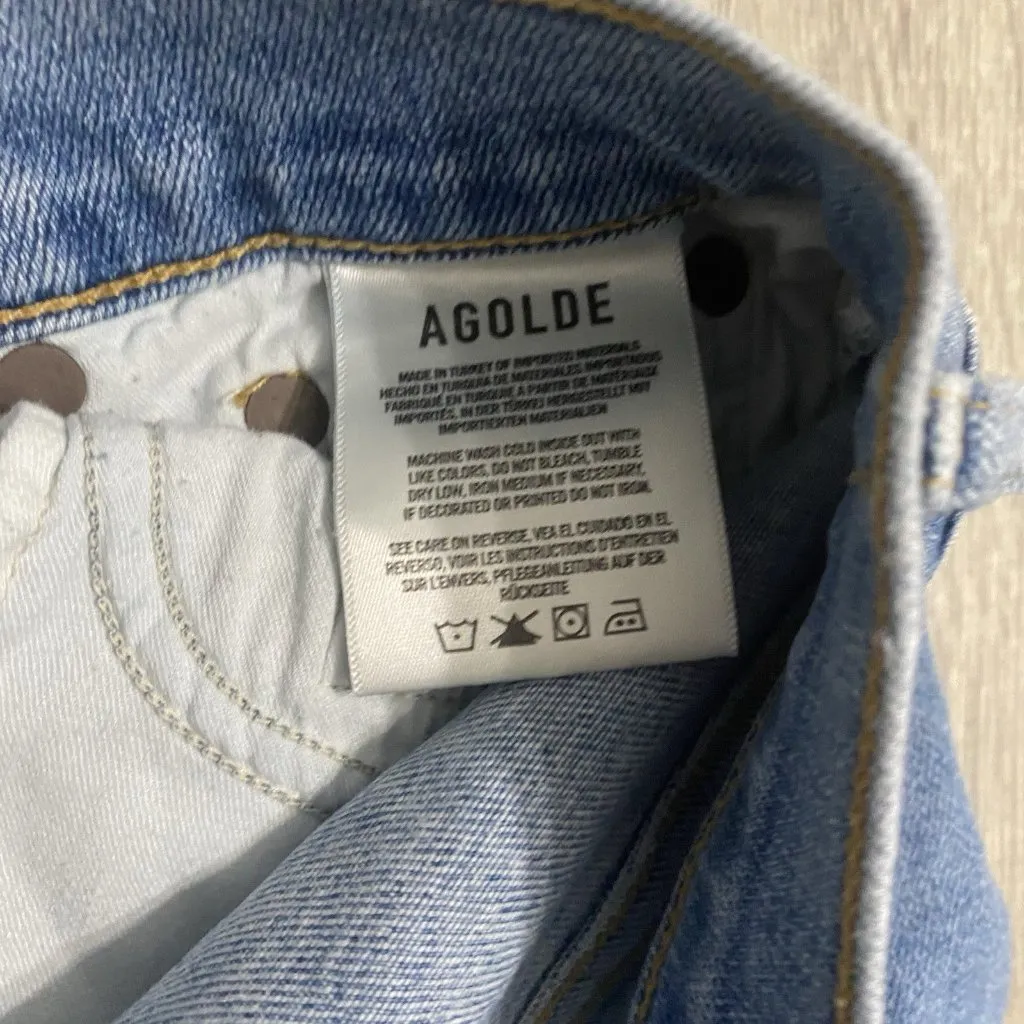 AGOLDE
MADE IN TURKEY OF IMPORTED MATERIALS
HECHO EN TURQUIA DE MATERIALES IMPORTADOS
FABRIQUÉ EN TURQUIE A PARTIR DE MATÉRIAUX
IMPORTÉS, IN DER TÜRKEI HERGESTELLT MIT
IMPORTIERTEN MATERIALIEN
MACHINE WASH COLD INSIDE OUT WITH
LIKE COLORS, DO NOT BLEACH, TUMBLE
DRY LOW, IRON MEDIUM IF NECESSARY,
IF DECORATED OR PRINTED DO NOT IRON.
SEE CARE ON REVERSE, VEA EL CUIDADO EN EL
REVERSO, VOIR LES INSTRUCTIONS D'ENTRETIEN
SUR L'ENVERS, PFLEGEANLEITUNG AUF DER
RÜCKSEITE